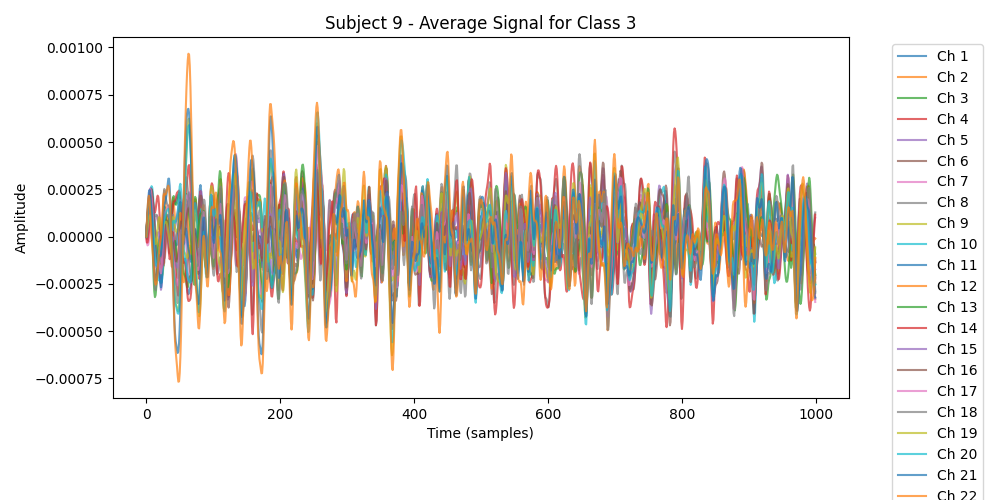 Subject 9 - Average Signal for Class 3
Amplitude
0.00100
0.00075
0.00050
0.00025
0.00000
−0.00025
−0.00050
−0.00075
0 200 400 600 800 1000
Time (samples)
Ch 1
Ch 2
Ch 3
Ch 4
Ch 5
Ch 6
Ch 7
Ch 8
Ch 9
Ch 10
Ch 11
Ch 12
Ch 13
Ch 14
Ch 15
Ch 16
Ch 17
Ch 18
Ch 19
Ch 20
Ch 21
Ch 22